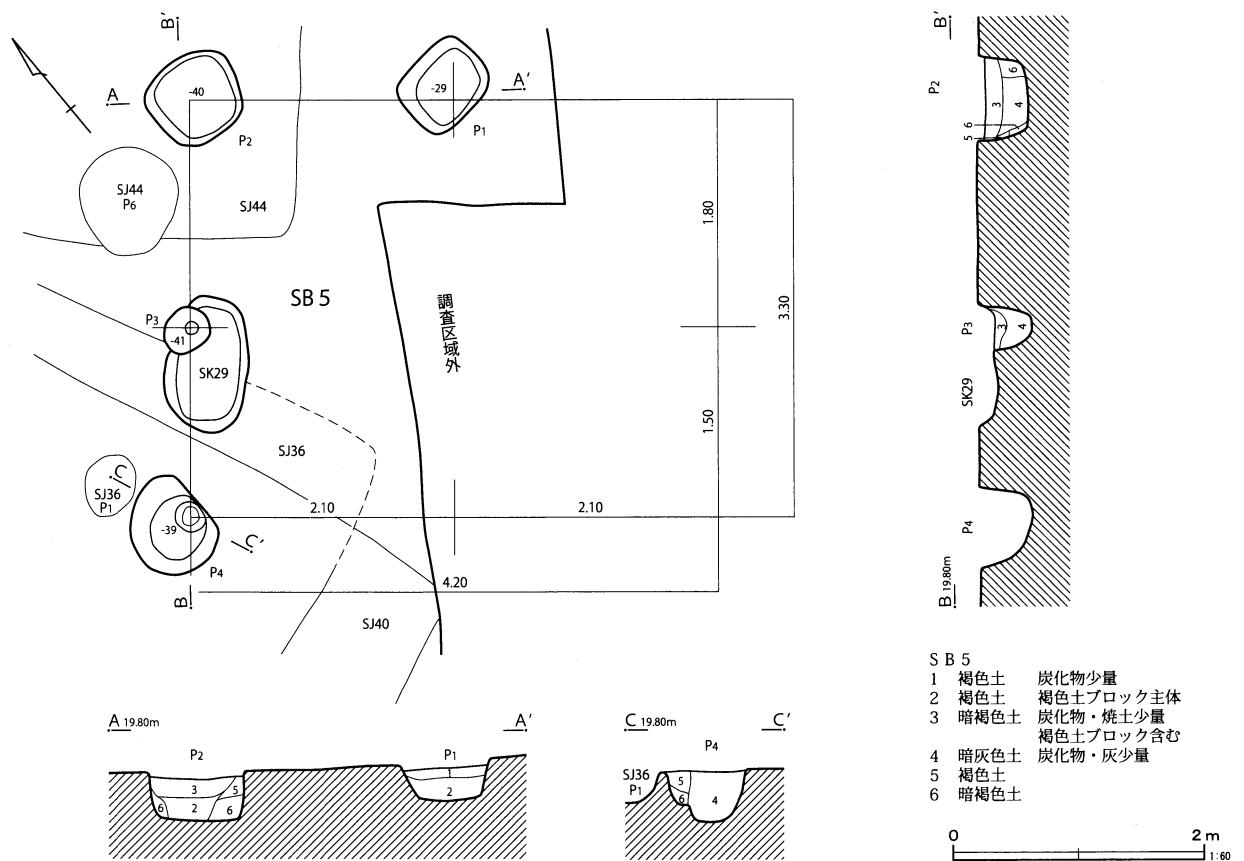 B'
A
-40
P2
-29
A'
P1
SJ44
P6
SJ44
1.80
SB 5
調査区域外
3.30
P3
-41
SK29
1.50
SJ36
SJ36
P1
C
-39
C'
P4
2.10
2.10
4.20
B
SJ40
A 19.80m
A'
P2
P1
3
5
6
2
6
1
2
C 19.80m
C'
P4
SJ36
P1
5
6
4
B'
P2
6
3
4
5
6
P3
3
4
SK29
P4
B 19.80m
SB5
1 褐色土 炭化物少量
2 褐色土 褐色土ブロック主体
3 暗褐色土 炭化物・焼土少量
褐色土ブロック含む
4 暗灰色土 炭化物・灰少量
5 褐色土
6 暗褐色土
0 2m
1:60